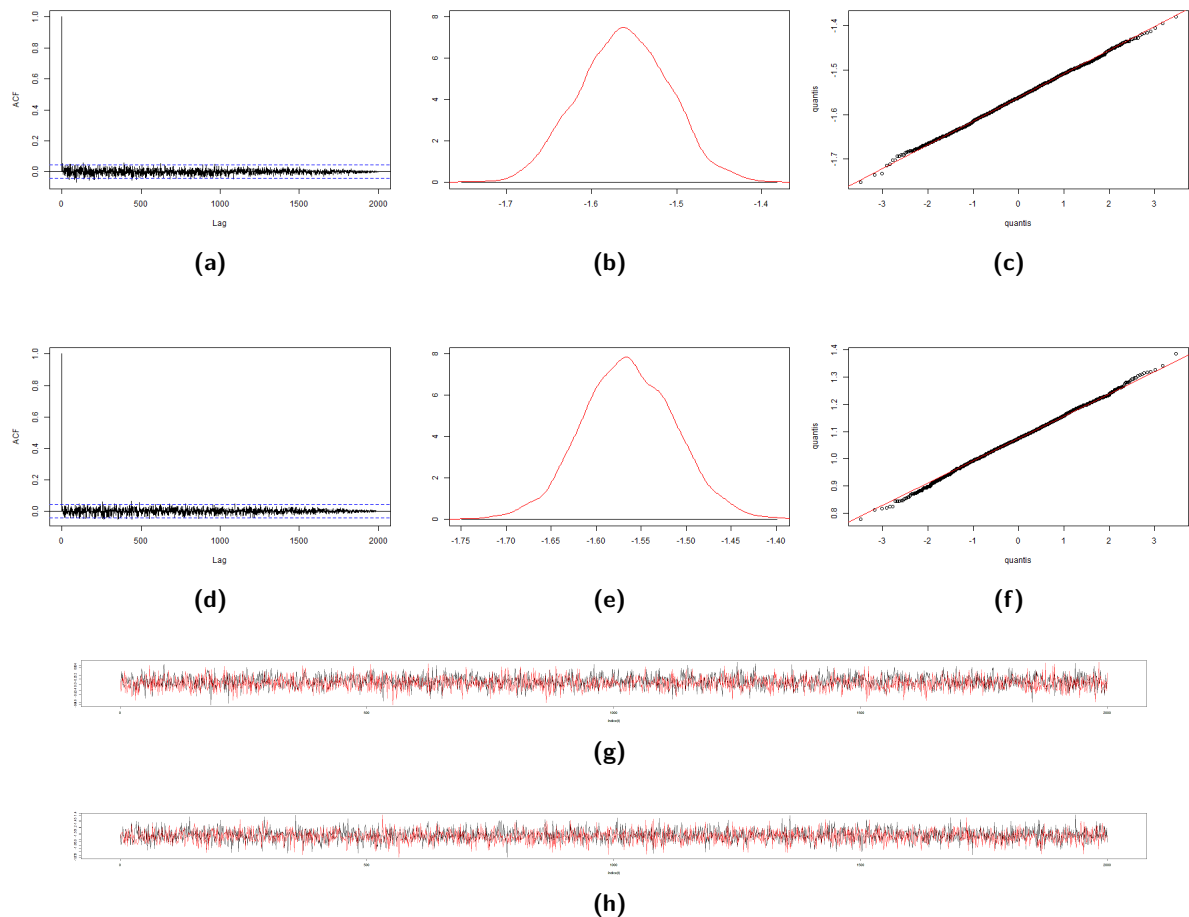 1.0
0.8
0.6
0.4
0.2
0.0
ACF
0 500 1000 1500 2000
Lag
(a)
8
6
4
2
0
-1.7 -1.6 -1.5 -1.4
(b)
-1.4
-1.5
-1.6
-1.7
quantis
-3 -2 -1 0 1 2 3
quantis
(c)
1.0
0.8
0.6
0.4
0.2
0.0
ACF
0 500 1000 1500 2000
Lag
(d)
8
6
4
2
0
-1.75 -1.70 -1.65 -1.60 -1.55 -1.50 -1.45 -1.40
(e)
1.4
1.3
1.2
1.1
1.0
0.9
0.8
quantis
-3 -2 -1 0 1 2 3
quantis
(f)
0 500 1000 1500 2000
(g)
0 500 1000 1500 2000
(h)